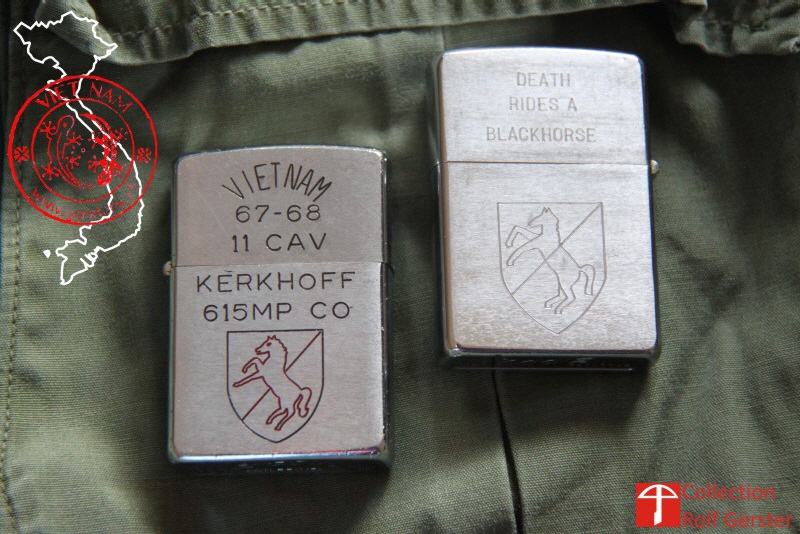 VIET NAM
VIETNAM
67-68
11 CAV
KERKHOFF
615MP CO
DEATH
RIDES A
BLACKHORSE
Collection
Rolf Gerster